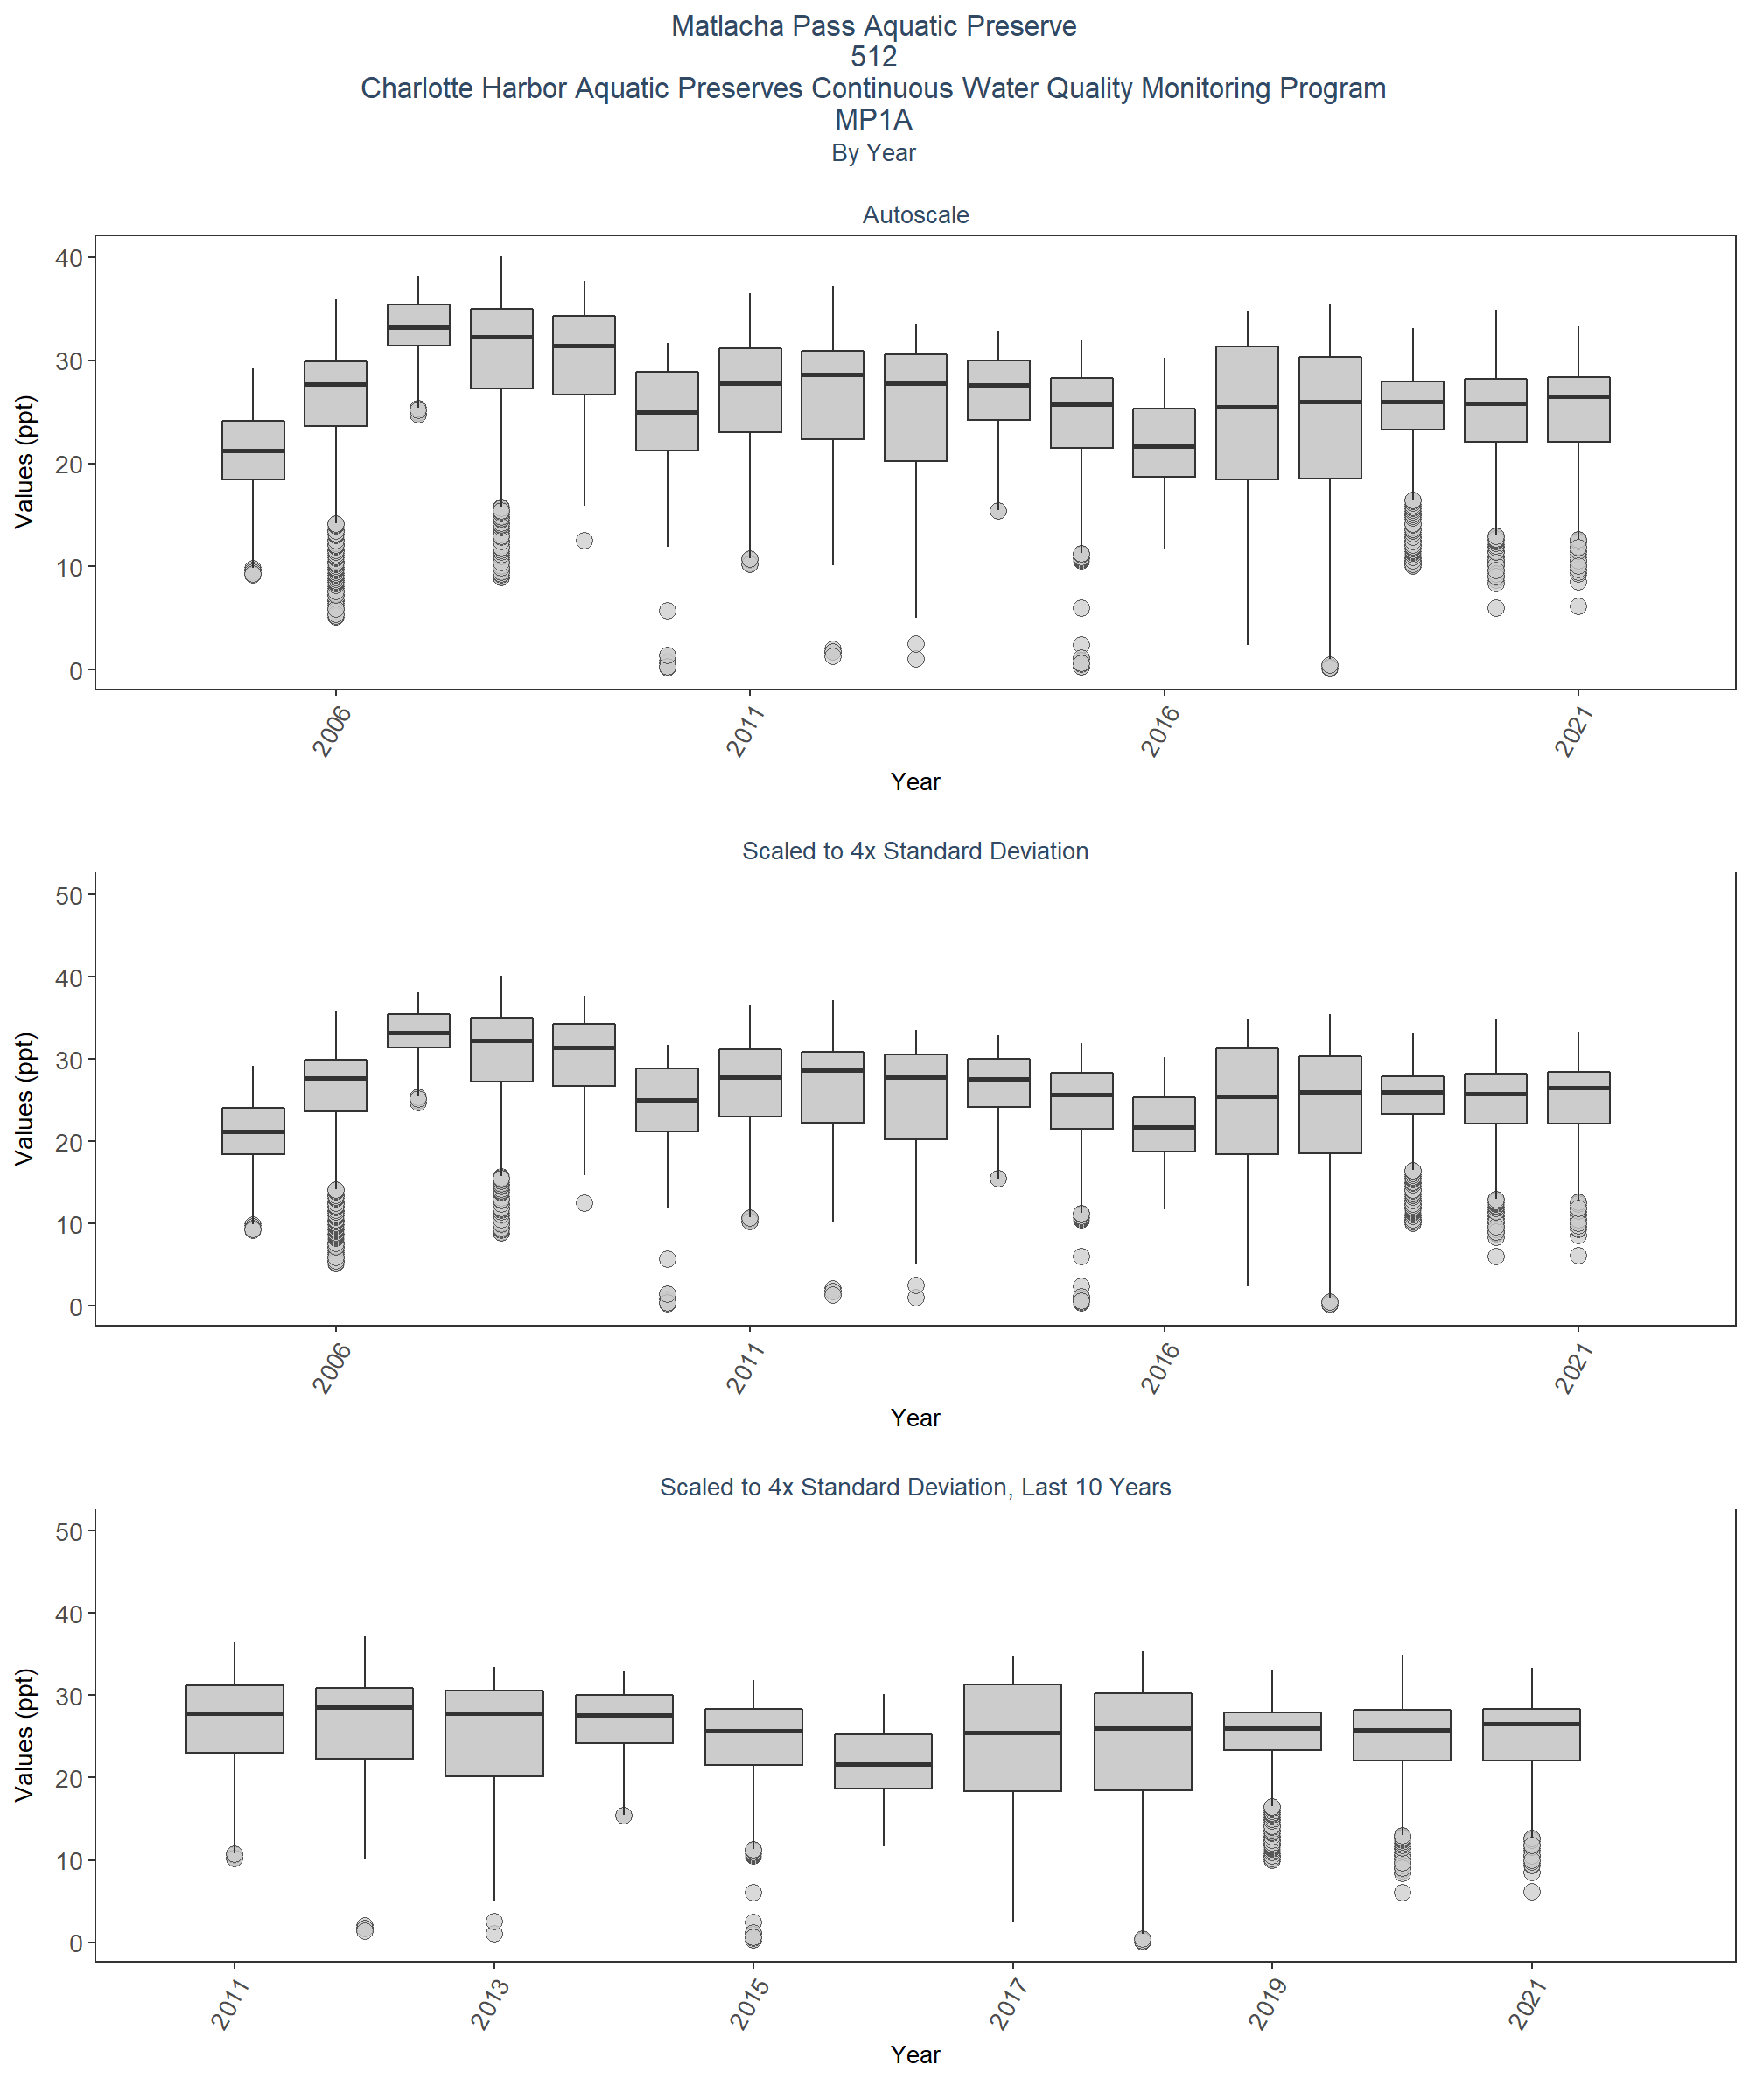 Matlacha Pass Aquatic Preserve
512
Charlotte Harbor Aquatic Preserves Continuous Water Quality Monitoring Program
MP1A
By Year
Autoscale
Values (ppt)
40
30
20
10
0
2006
2011
2016
2021
Year
Scaled to 4x Standard Deviation
Values (ppt)
50
40
30
20
10
0
2006
2011
2016
2021
Year
Scaled to 4x Standard Deviation, Last 10 Years
Values (ppt)
50
40
30
20
10
0
2011
2013
2015
2017
2019
2021
Year